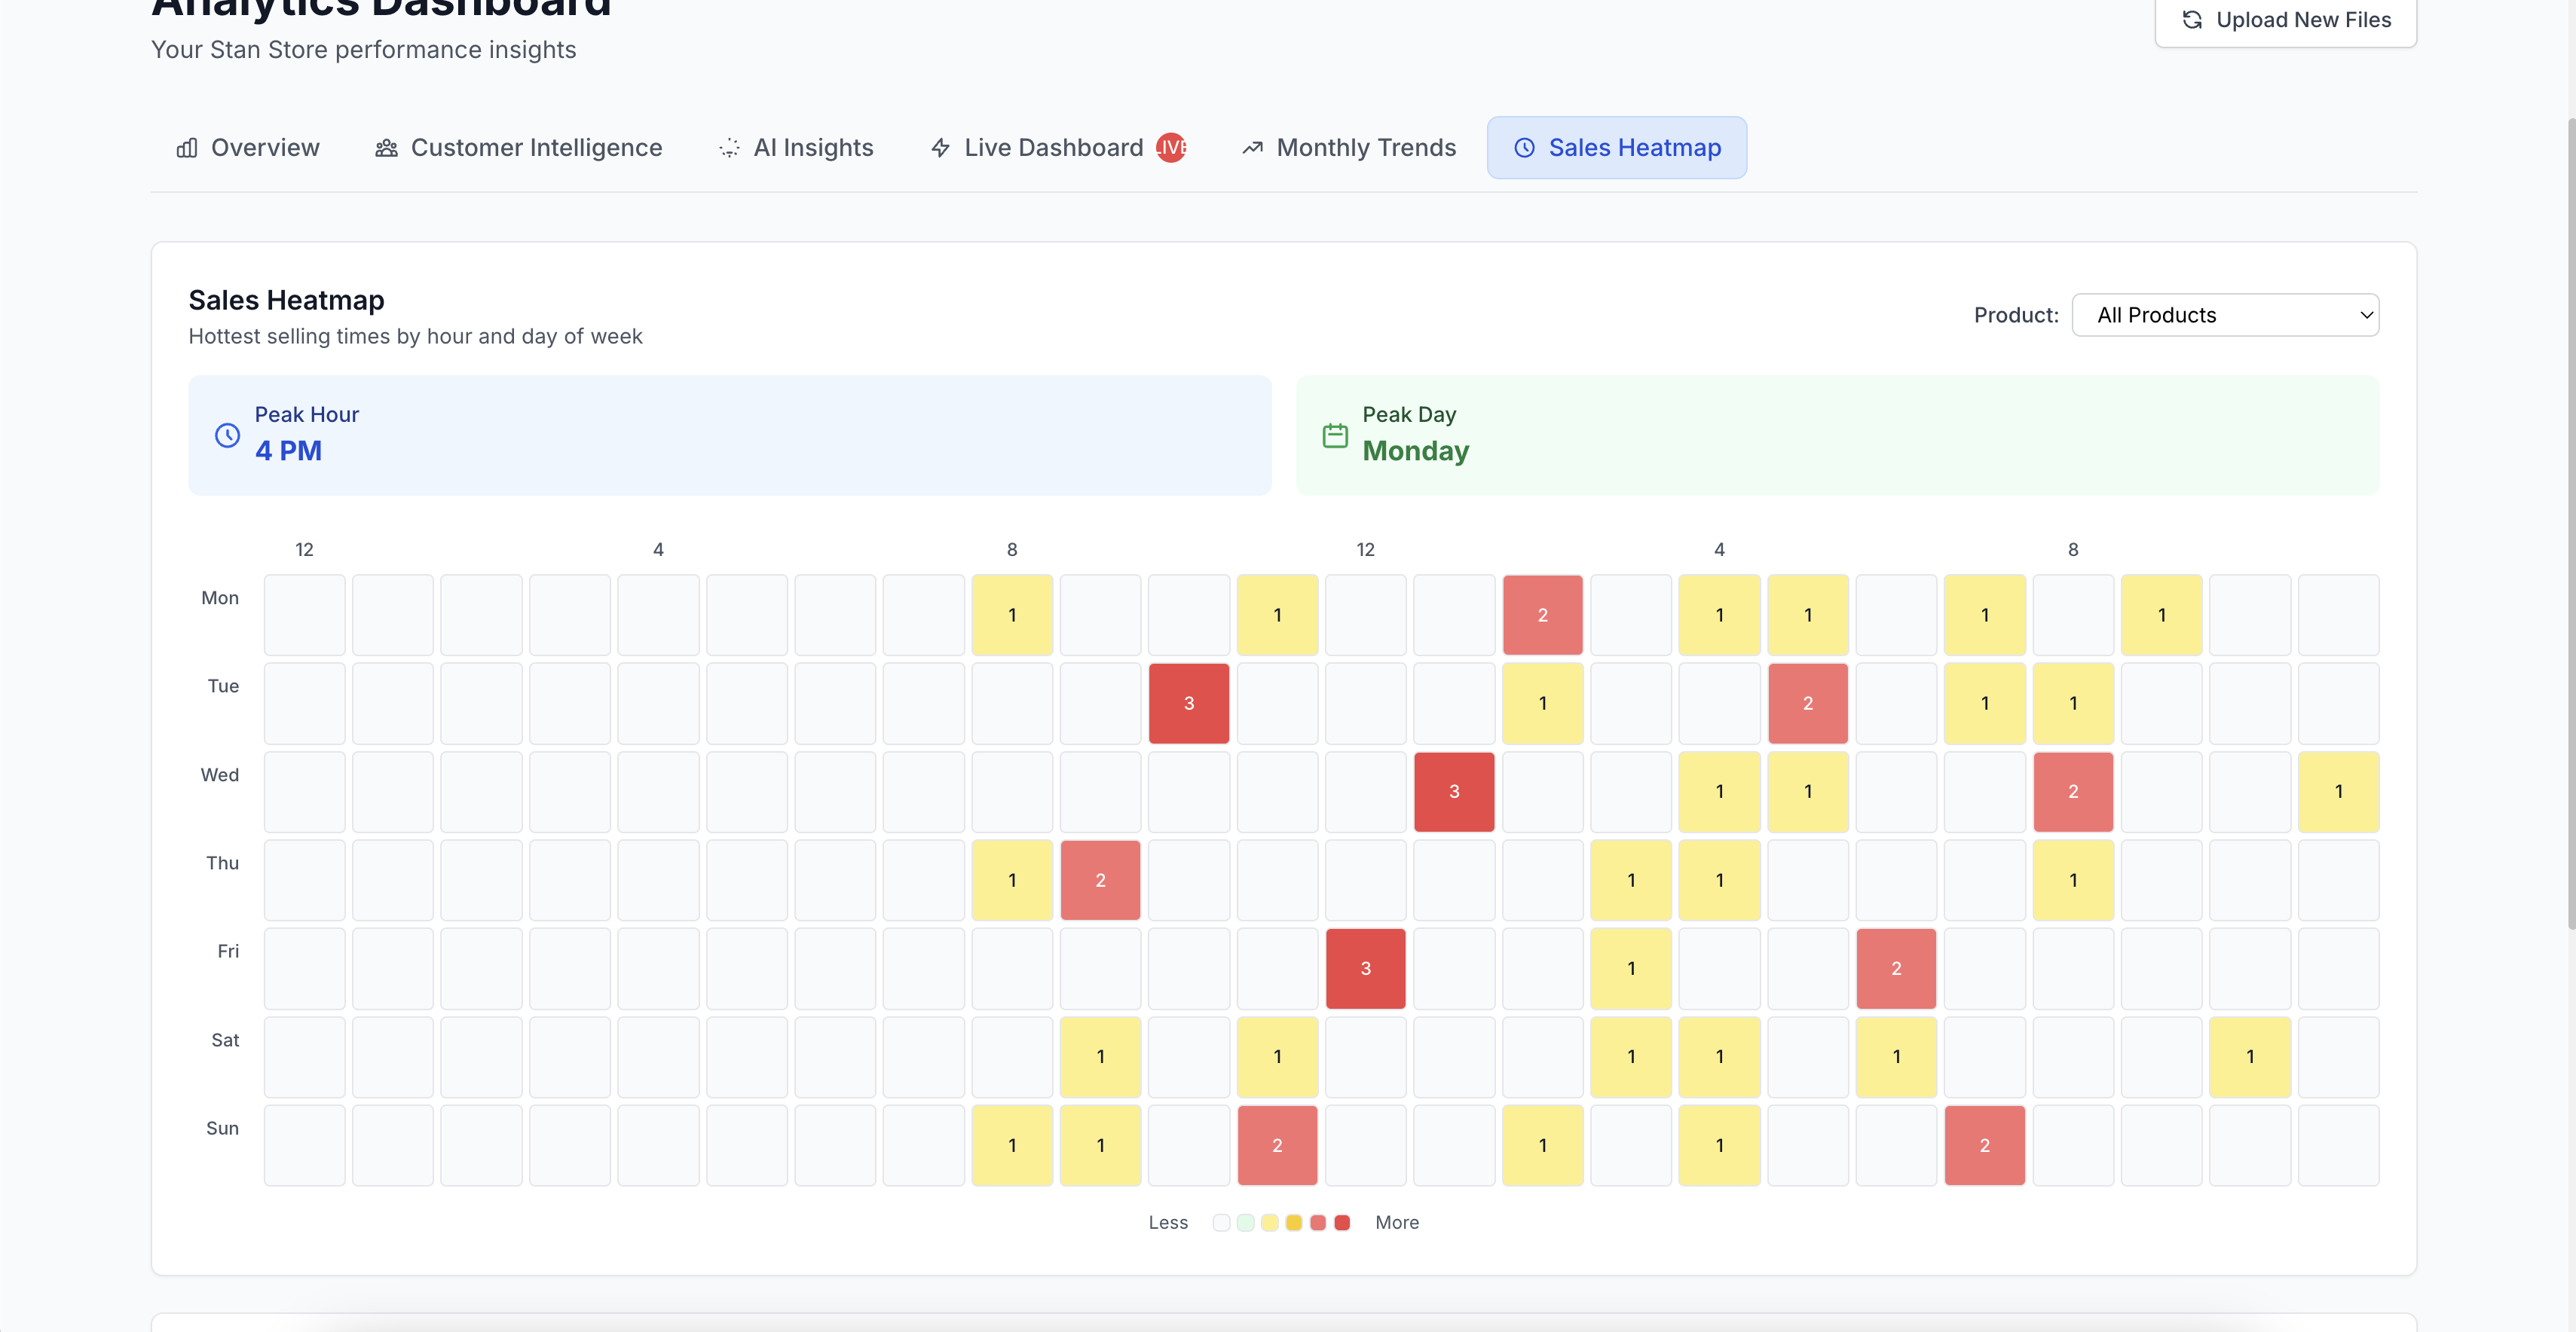 Analytics Dashboard
Upload New Files
Your Stan Store performance insights
Overview Customer Intelligence AI Insights Live Dashboard LIVE Monthly Trends Sales Heatmap
Sales Heatmap
Hottest selling times by hour and day of week
Product: All Products
Peak Hour
4 PM
Peak Day
Monday
12 4 8 12 4 8
Mon 1 1 2 1 1 1 1
Tue 3 1 2 1 1
Wed 3 1 1 2 1
Thu 1 2 1 1 1
Fri 3 1 2
Sat 1 1 1 1 1 1
Sun 1 1 2 1 1 2
Less More